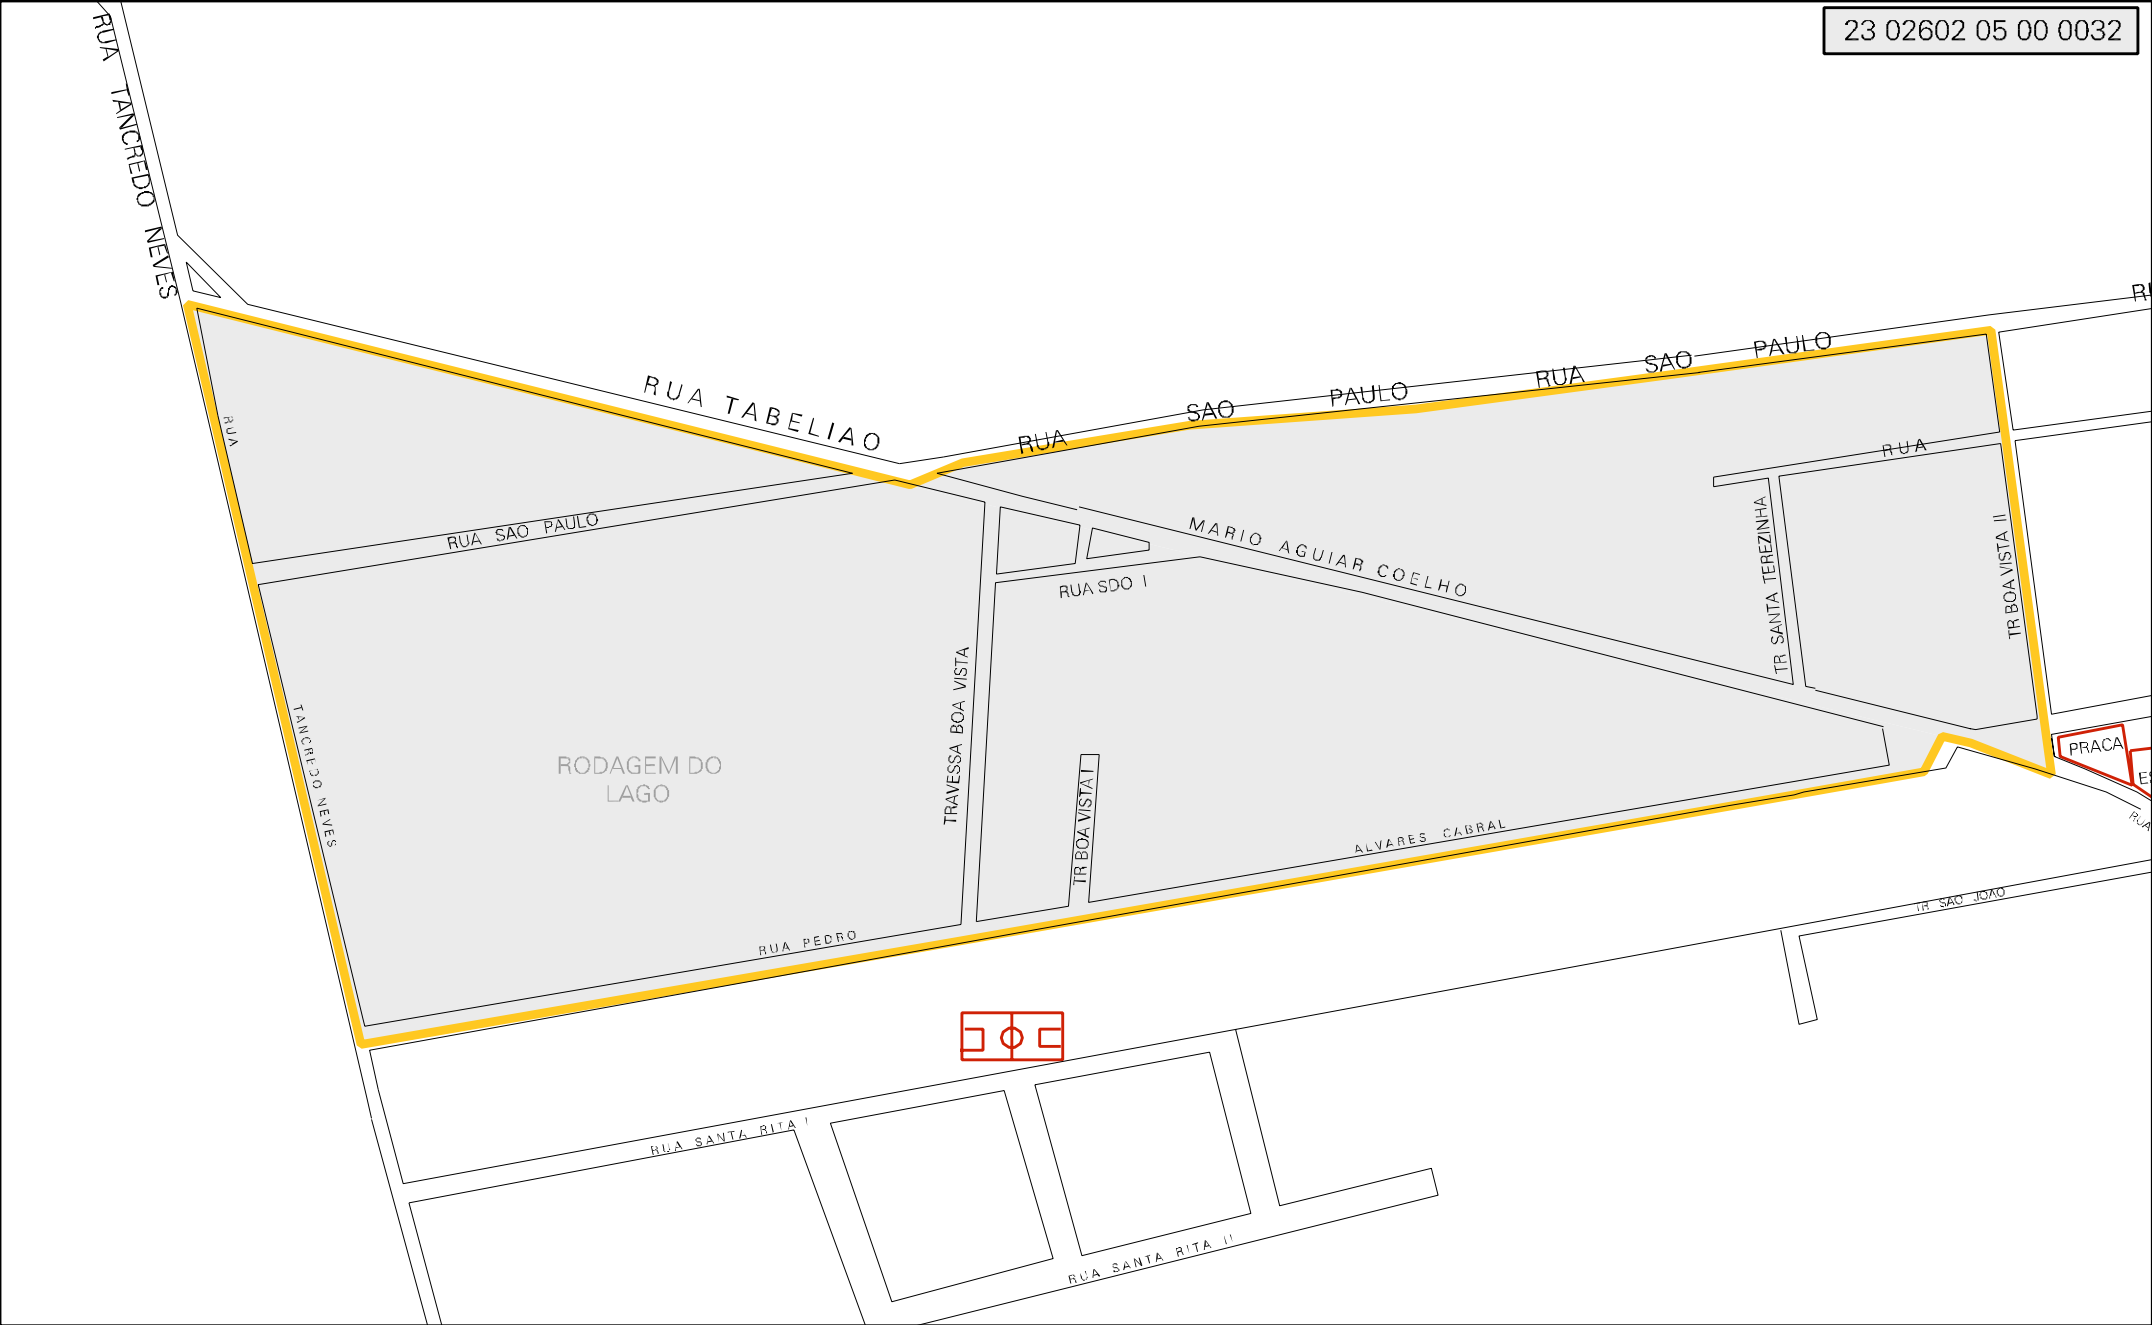 23 02602 05 00 0032
RUA TANCREDO NEVES
RUA TABELIAO
RUA SAO PAULO
RUA SAO PAULO
RUA
RUA SAO PAULO
MARIO AGUIAR COELHO
RUA
TR SANTA TEREZINHA
TR BOA VISTA II
RUA SDO I
TRAVESSA BOA VISTA
TANCREDO NEVES
RODAGEM DO
LAGO
TR BOA VISTA I
PRACA
RUA
ALVARES CABRAL
RUA PEDRO
TR SAO JOAO
RUA SANTA RITA I
RUA SANTA RITA II